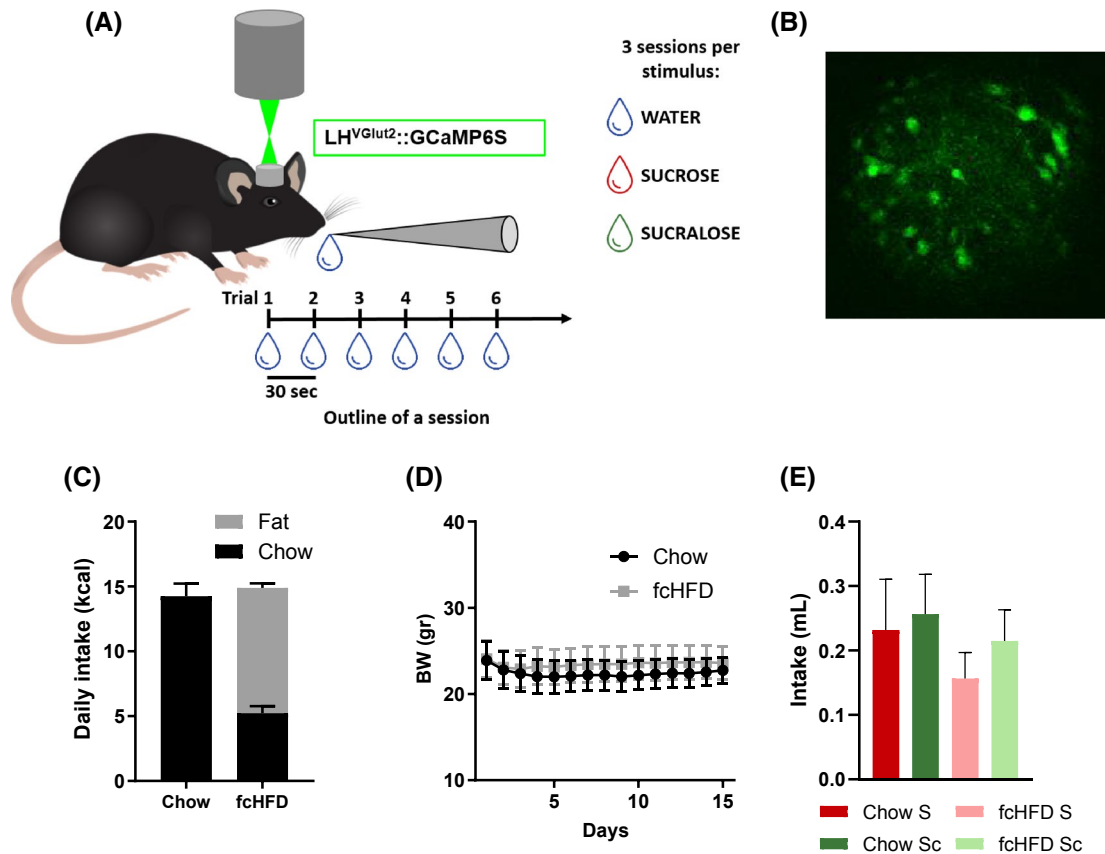 (A)
LH^VGlut2::GCaMP6S
3 sessions per
stimulus:
WATER
SUCROSE
SUCRALOSE
Trial 1 2 3 4 5 6
30 sec
Outline of a session
(B)
(C)
Daily intake (kcal)
20
15
10
5
0
Fat
Chow
Chow fcHFD
(D)
BW (gr)
40
30
20
10
Chow
fcHFD
5 10 15
Days
(E)
Intake (mL)
0.4
0.3
0.2
0.1
0.0
Chow S fcHFD S
Chow Sc fcHFD Sc